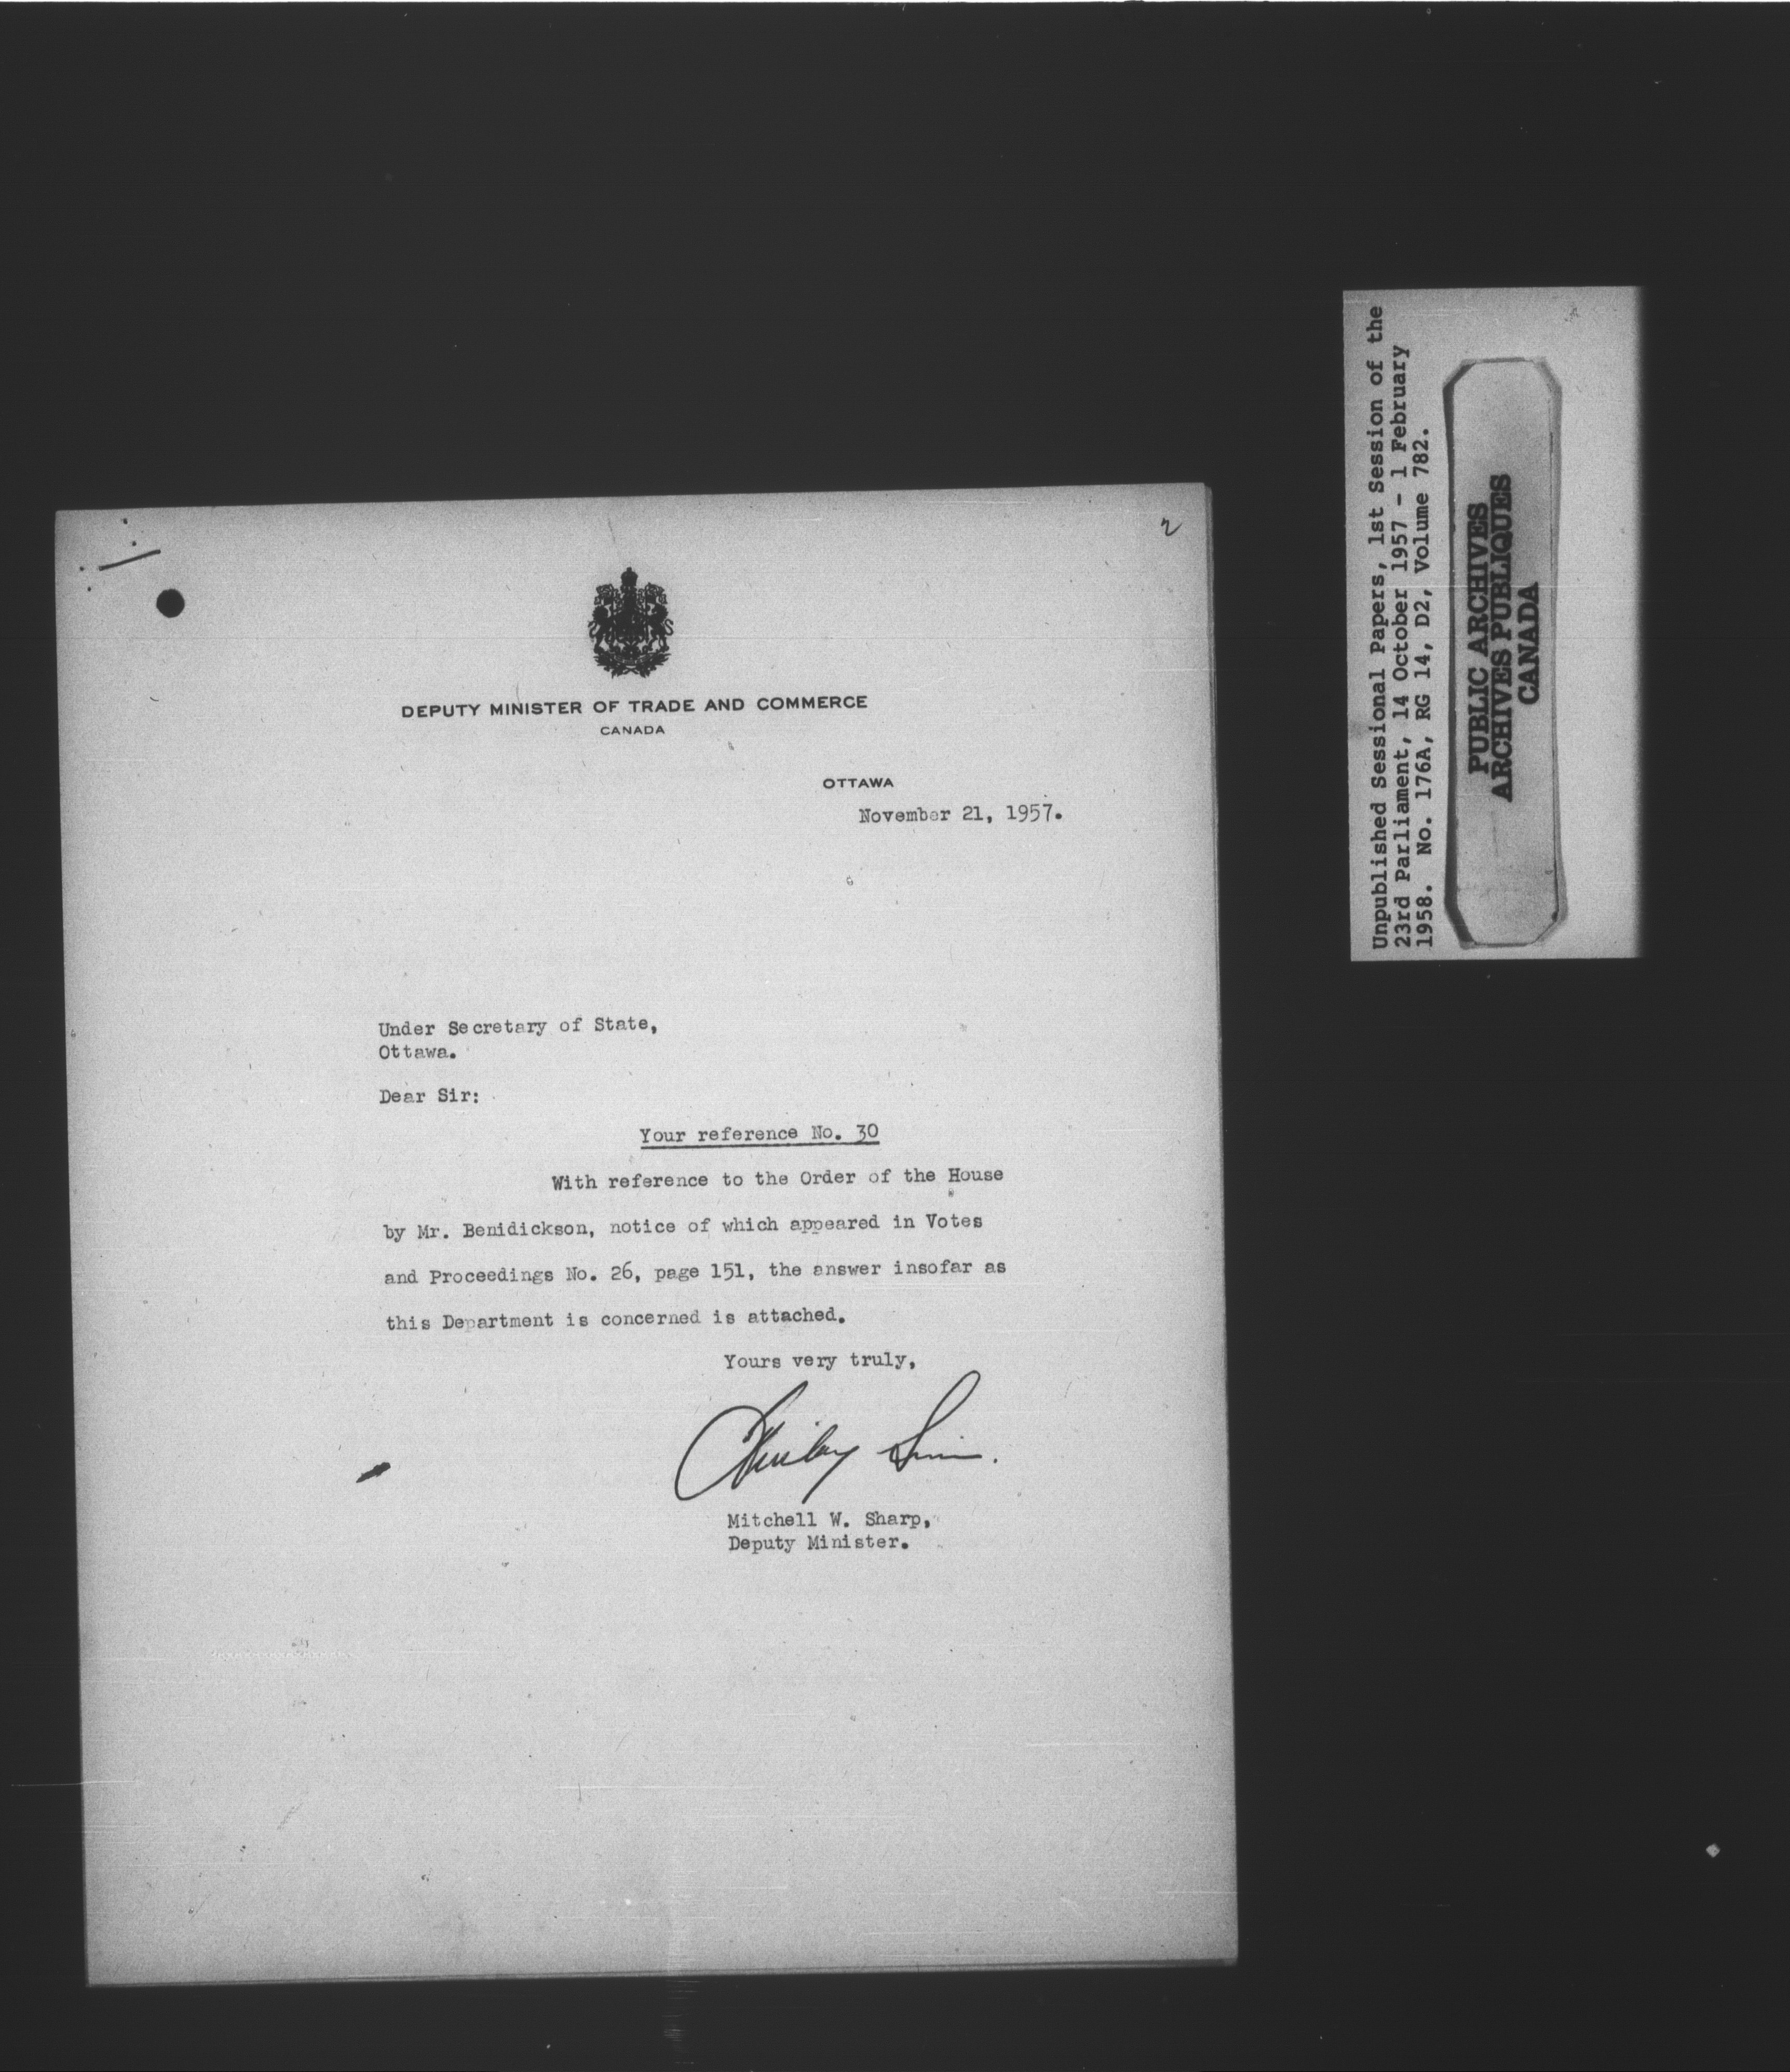 2
DEPUTY MINISTER OF TRADE AND COMMERCE
CANADA
OTTAWA
November 21, 1957.
Under Secretary of State,
Ottawa.
Dear Sir:
Your reference No. 30
With reference to the Order of the House
by Mr. Benidickson, notice of which appeared in Votes
and Proceedings No. 26, page 151, the answer insofar as
this Department is concerned is attached.
Yours very truly,
Mitchell W. Sharp,
Deputy Minister.
Unpublished Sessional Papers, 1st Session of the
23rd Parliament, 14 October 1957 - 1 February
1958. No. 176A, RG 14, D2, Volume 782.
PUBLIC ARCHIVES
ARCHIVES PUBLIQUES
CANADA